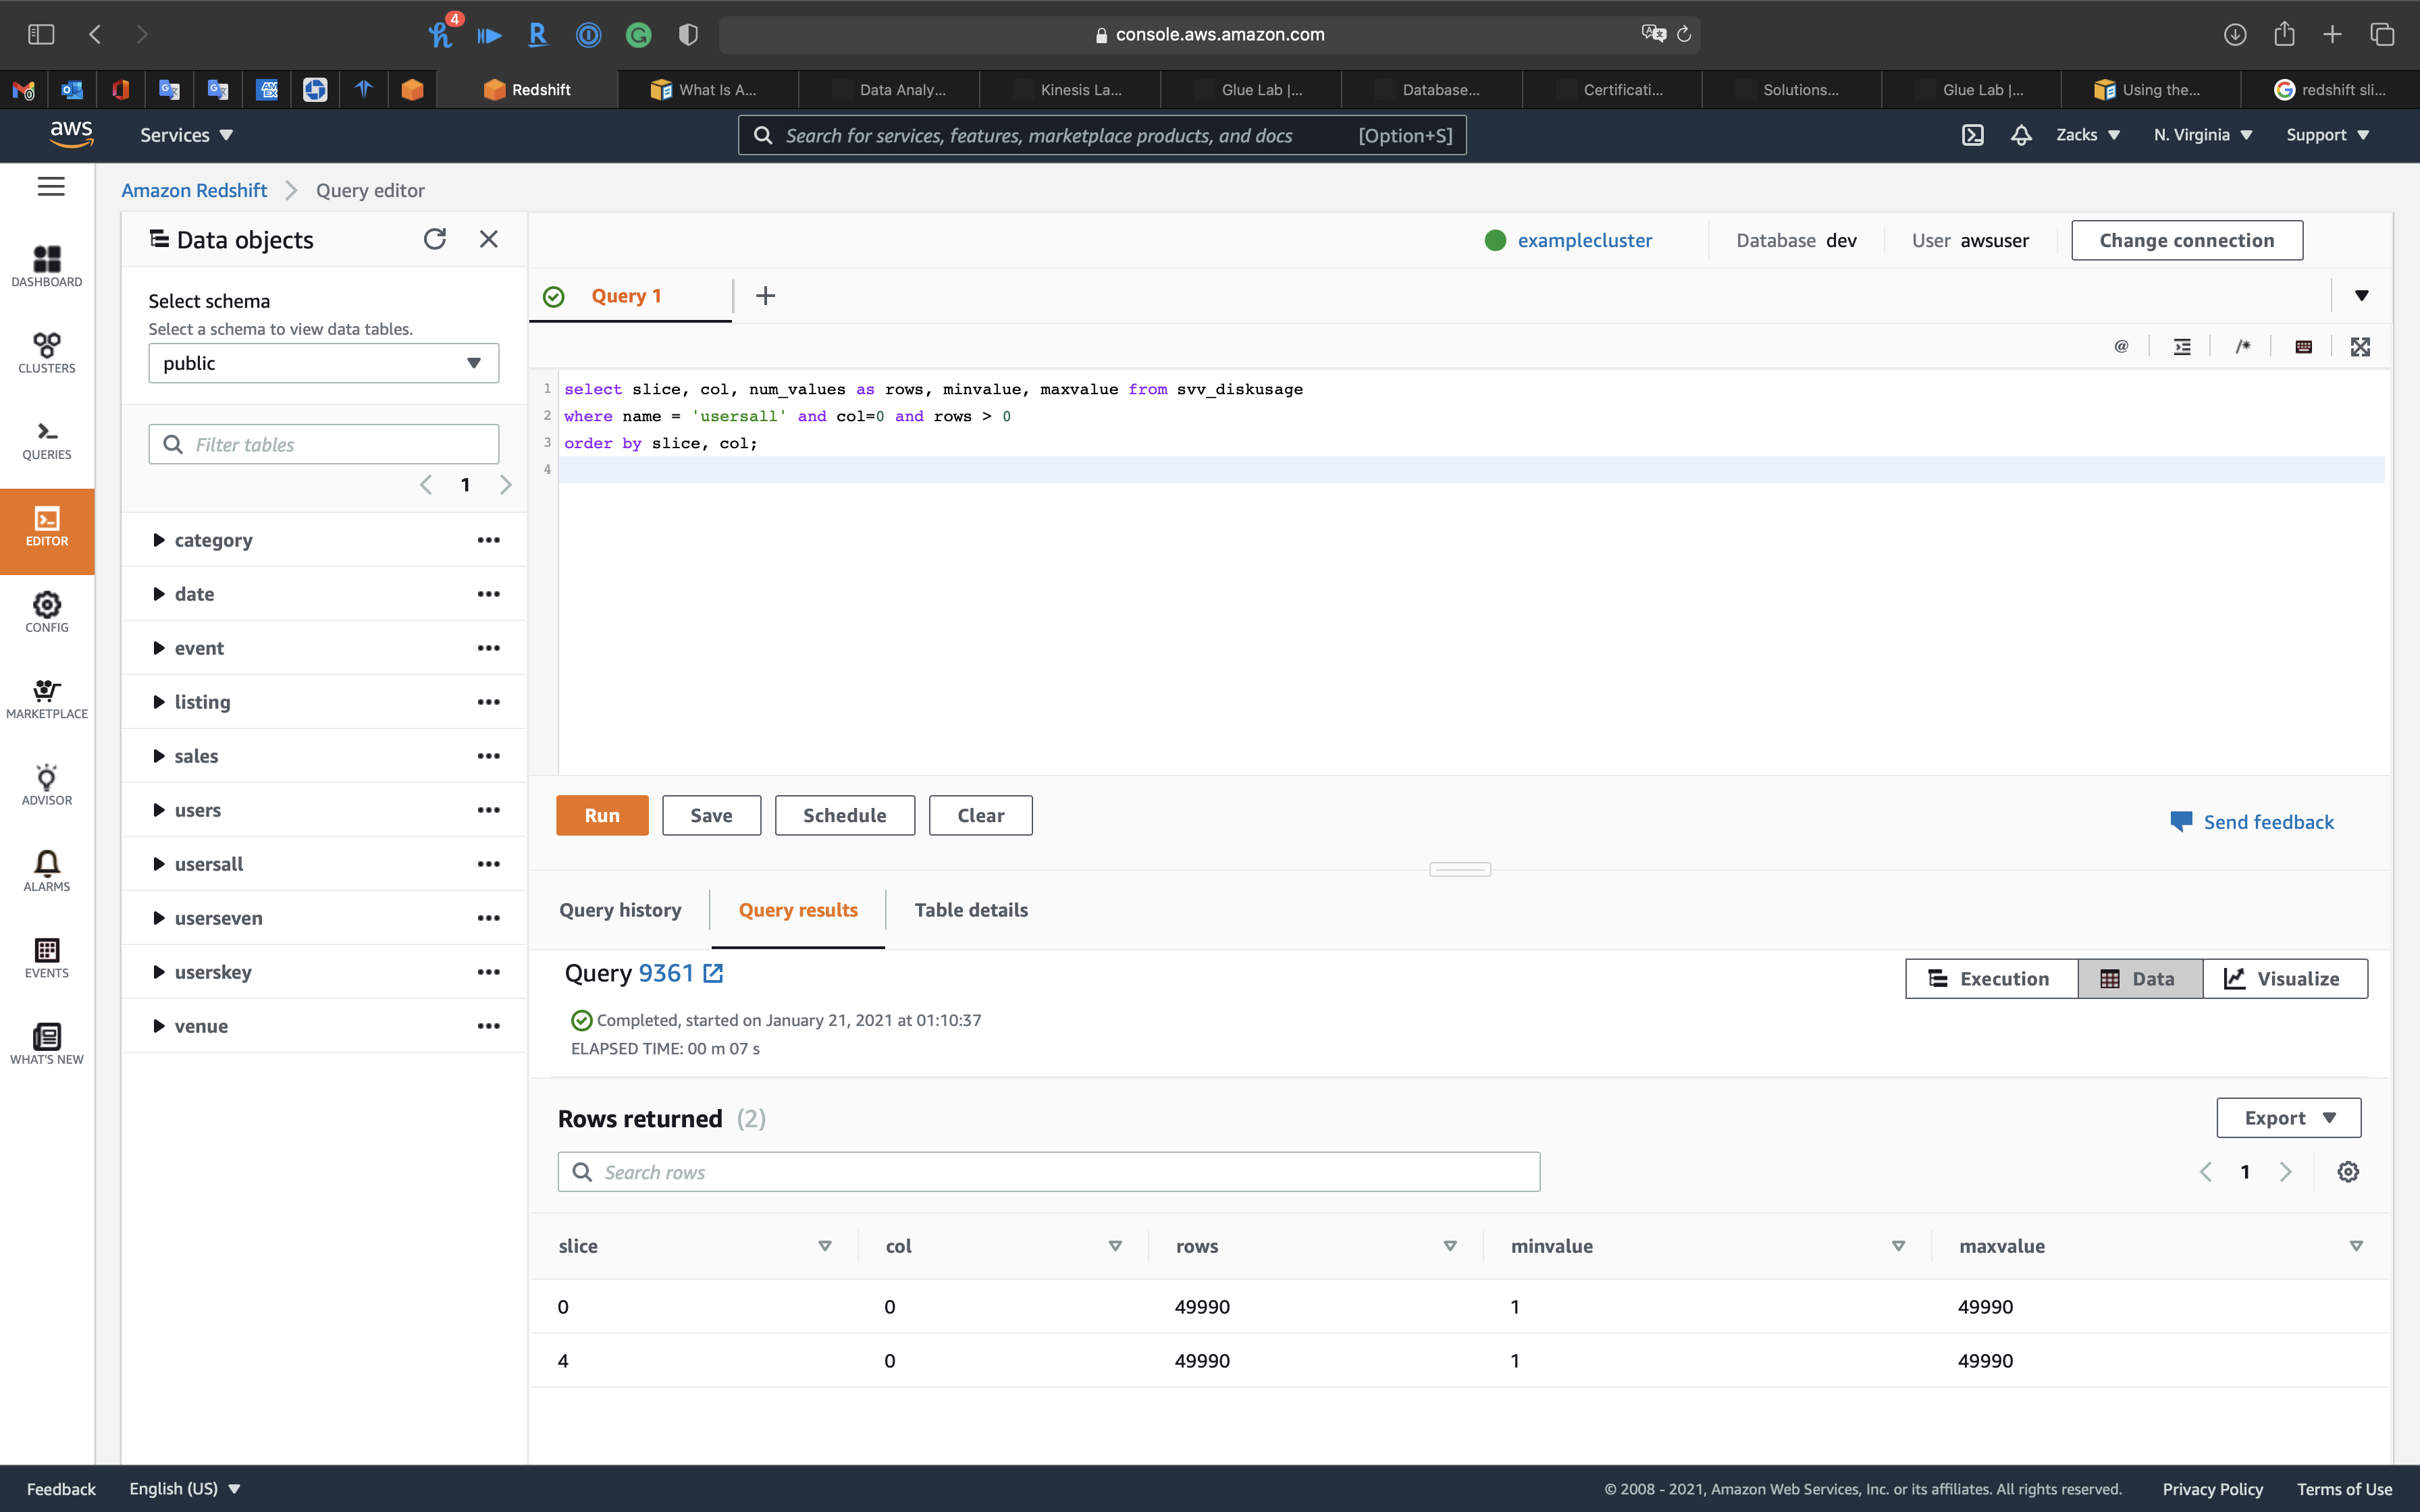 4
console.aws.amazon.com
Redshift
What Is A...
Data Analy...
Kinesis La...
Glue Lab |...
Database...
Certificati...
Solutions...
Glue Lab |...
Using the...
redshift sli...
aws
Services
Search for services, features, marketplace products, and docs
[Option+S]
Zacks
N. Virginia
Support
Amazon Redshift
Query editor
DASHBOARD
CLUSTERS
QUERIES
EDITOR
CONFIG
MARKETPLACE
ADVISOR
ALARMS
EVENTS
WHAT'S NEW
Data objects
Select schema
Select a schema to view data tables.
public
Filter tables
1
category
date
event
listing
sales
users
usersall
userseven
userskey
venue
examplecluster
Database dev
User awsuser
Change connection
Query 1
1 select slice, col, num_values as rows, minvalue, maxvalue from svv_diskusage
2 where name = 'usersall' and col=0 and rows > 0
3 order by slice, col;
4
Run
Save
Schedule
Clear
Send feedback
Query history
Query results
Table details
Query 9361
Execution
Data
Visualize
Completed, started on January 21, 2021 at 01:10:37
ELAPSED TIME: 00 m 07 s
Rows returned (2)
Export
Search rows
1
slice col rows minvalue maxvalue
0 0 49990 1 49990
4 0 49990 1 49990
Feedback
English (US)
© 2008 - 2021, Amazon Web Services, Inc. or its affiliates. All rights reserved.
Privacy Policy
Terms of Use